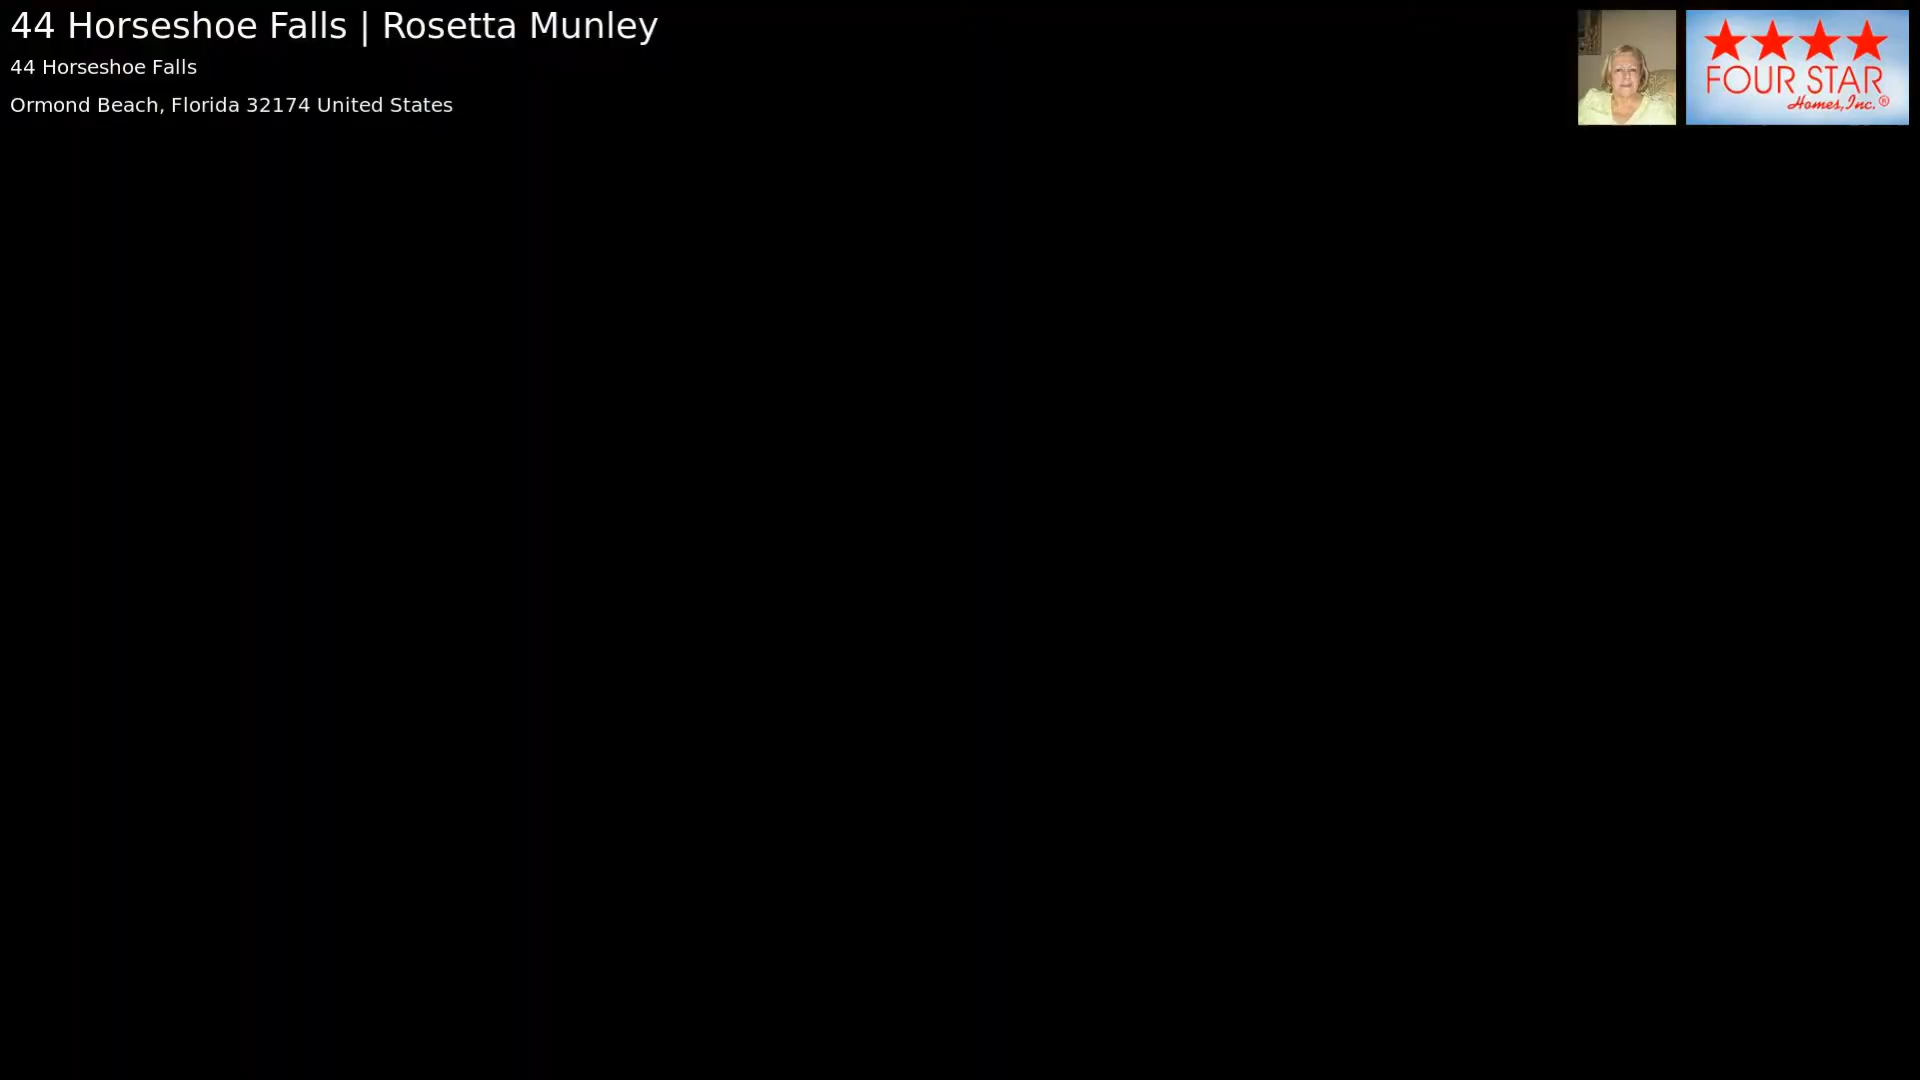 44 Horseshoe Falls | Rosetta Munley
44 Horseshoe Falls
Ormond Beach, Florida 32174 United States
FOUR STAR
Homes, Inc.®